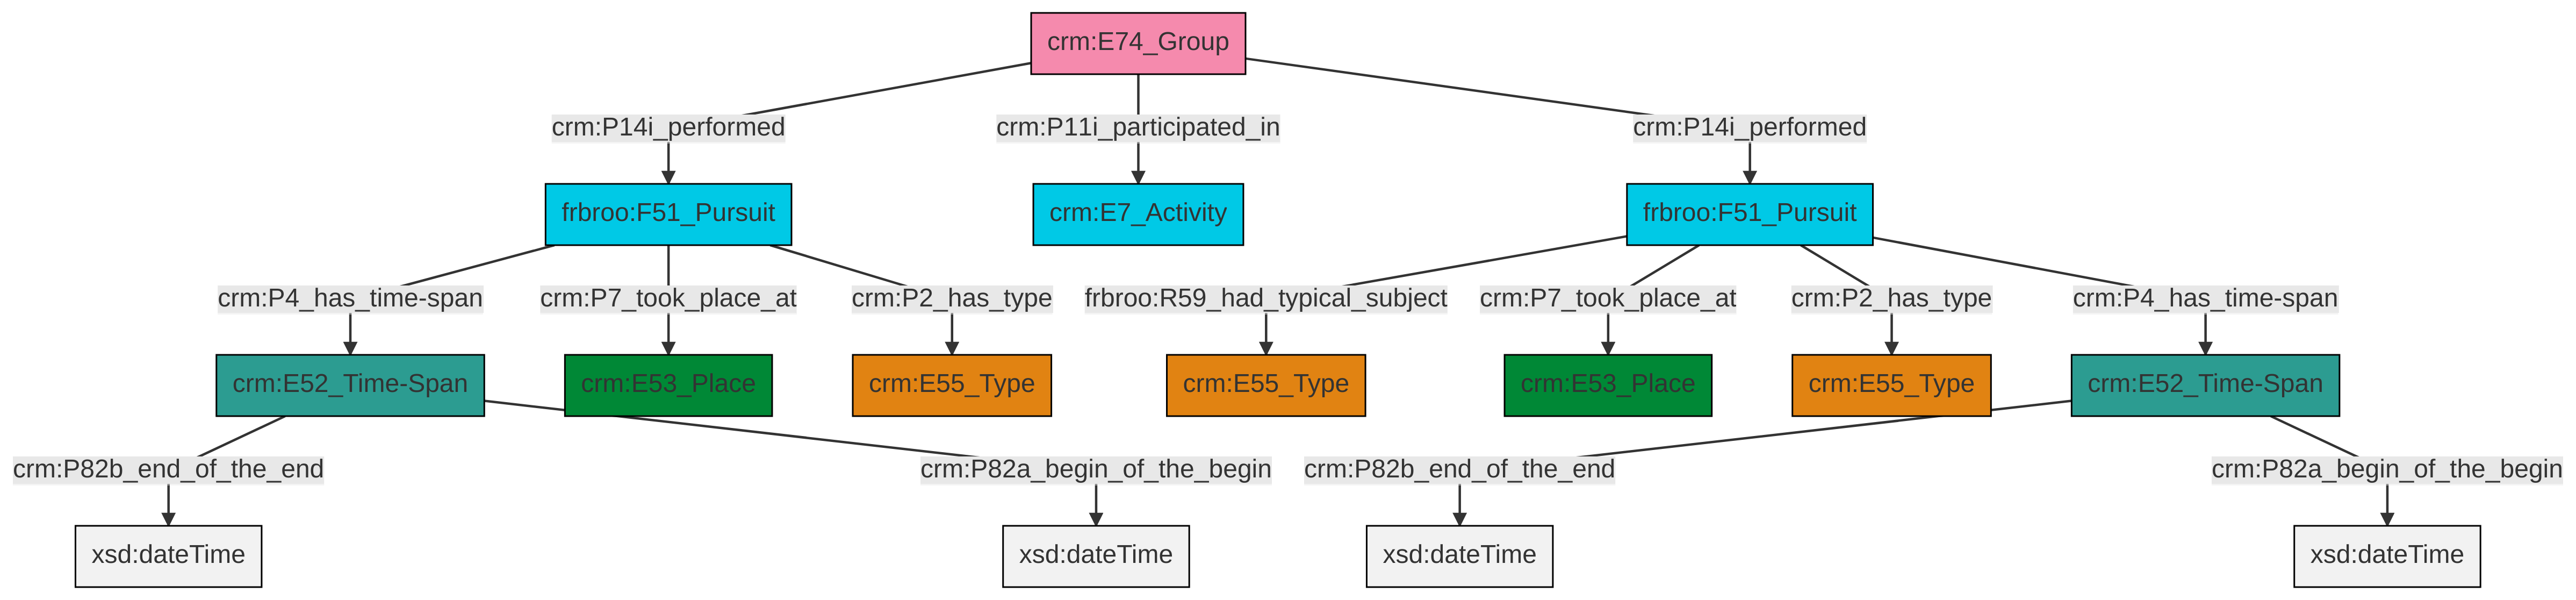 crm:E74_Group
crm:P14i_performed
crm:P11i_participated_in
crm:P14i_performed
frbroo:F51_Pursuit
crm:E7_Activity
frbroo:F51_Pursuit
crm:P4_has_time-span
crm:P7_took_place_at
crm:P2_has_type
frbroo:R59_had_typical_subject
crm:P7_took_place_at
crm:P2_has_type
crm:P4_has_time-span
crm:E52_Time-Span
crm:E53_Place
crm:E55_Type
crm:E55_Type
crm:E53_Place
crm:E55_Type
crm:E52_Time-Span
crm:P82b_end_of_the_end
crm:P82a_begin_of_the_begin
crm:P82b_end_of_the_end
crm:P82a_begin_of_the_begin
xsd:dateTime
xsd:dateTime
xsd:dateTime
xsd:dateTime